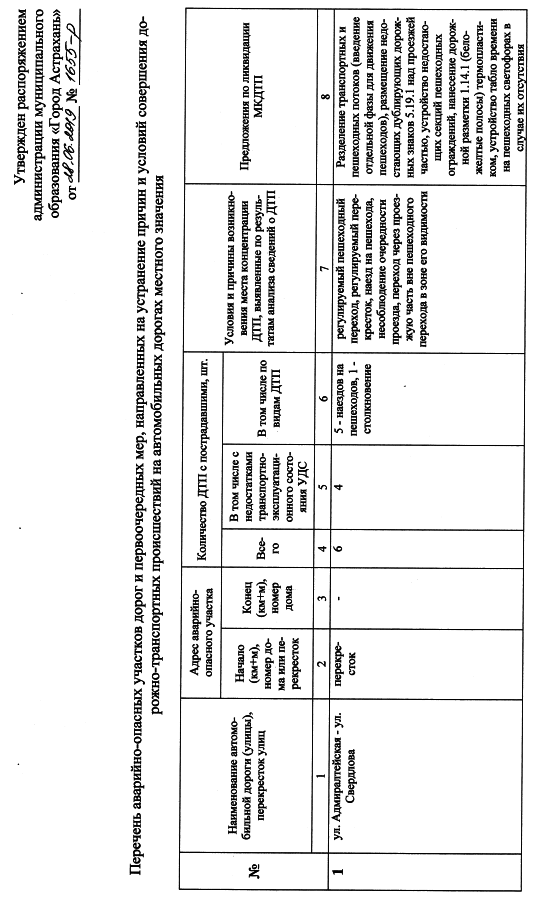 Утвержден распоряжением
администрации муниципального
образования «Город Астрахань»
от 28.06.2019 № 1655-р
Перечень аварийно-опасных участков дорог и первоочередных мер, направленных на устранение причин и условий совершения до-
рожно-транспортных происшествий на автомобильных дорогах местного значения
№
Наименование автомо-
бильной дороги (улицы),
перекресток улиц
Адрес аварийно-
опасного участка
Начало
(км+м),
номер до-
ма или пе-
рекресток
Конец
(км+м),
номер
дома
Количество ДТП с пострадавшими, шт.
Все-
го
В том числе с
недостатками
транспортно-
эксплуатаци-
онного состо-
яния УДС
В том числе по
видам ДТП
Условия и причины возникно-
вения места концентрации
ДТП, выявленные по резуль-
татам анализа сведений о ДТП
Предложения по ликвидации
МКДТП
1
2
3
4
5
6
7
8
1
ул. Адмиралтейская - ул.
Свердлова
перекре-
сток
-
6
4
5 - наездов на
пешеходов, 1 -
столкновение
регулируемый пешеходный
переход, регулируемый пере-
кресток, наезд на пешехода,
несоблюдение очередности
проезда, переход через проез-
жую часть вне пешеходного
перехода в зоне его видимости
Разделение транспортных и
пешеходных потоков (введение
отдельной фазы для движения
пешеходов), размещение недо-
стающих дублирующих дорож-
ных знаков 5.19.1 над проезжей
частью, устройство недостаю-
щих секций пешеходных
ограждений, нанесение дорож-
ной разметки 1.14.1 (бело-
желтые полосы) термопласти-
ком, устройство табло времени
на пешеходных светофорах в
случае их отсутствия